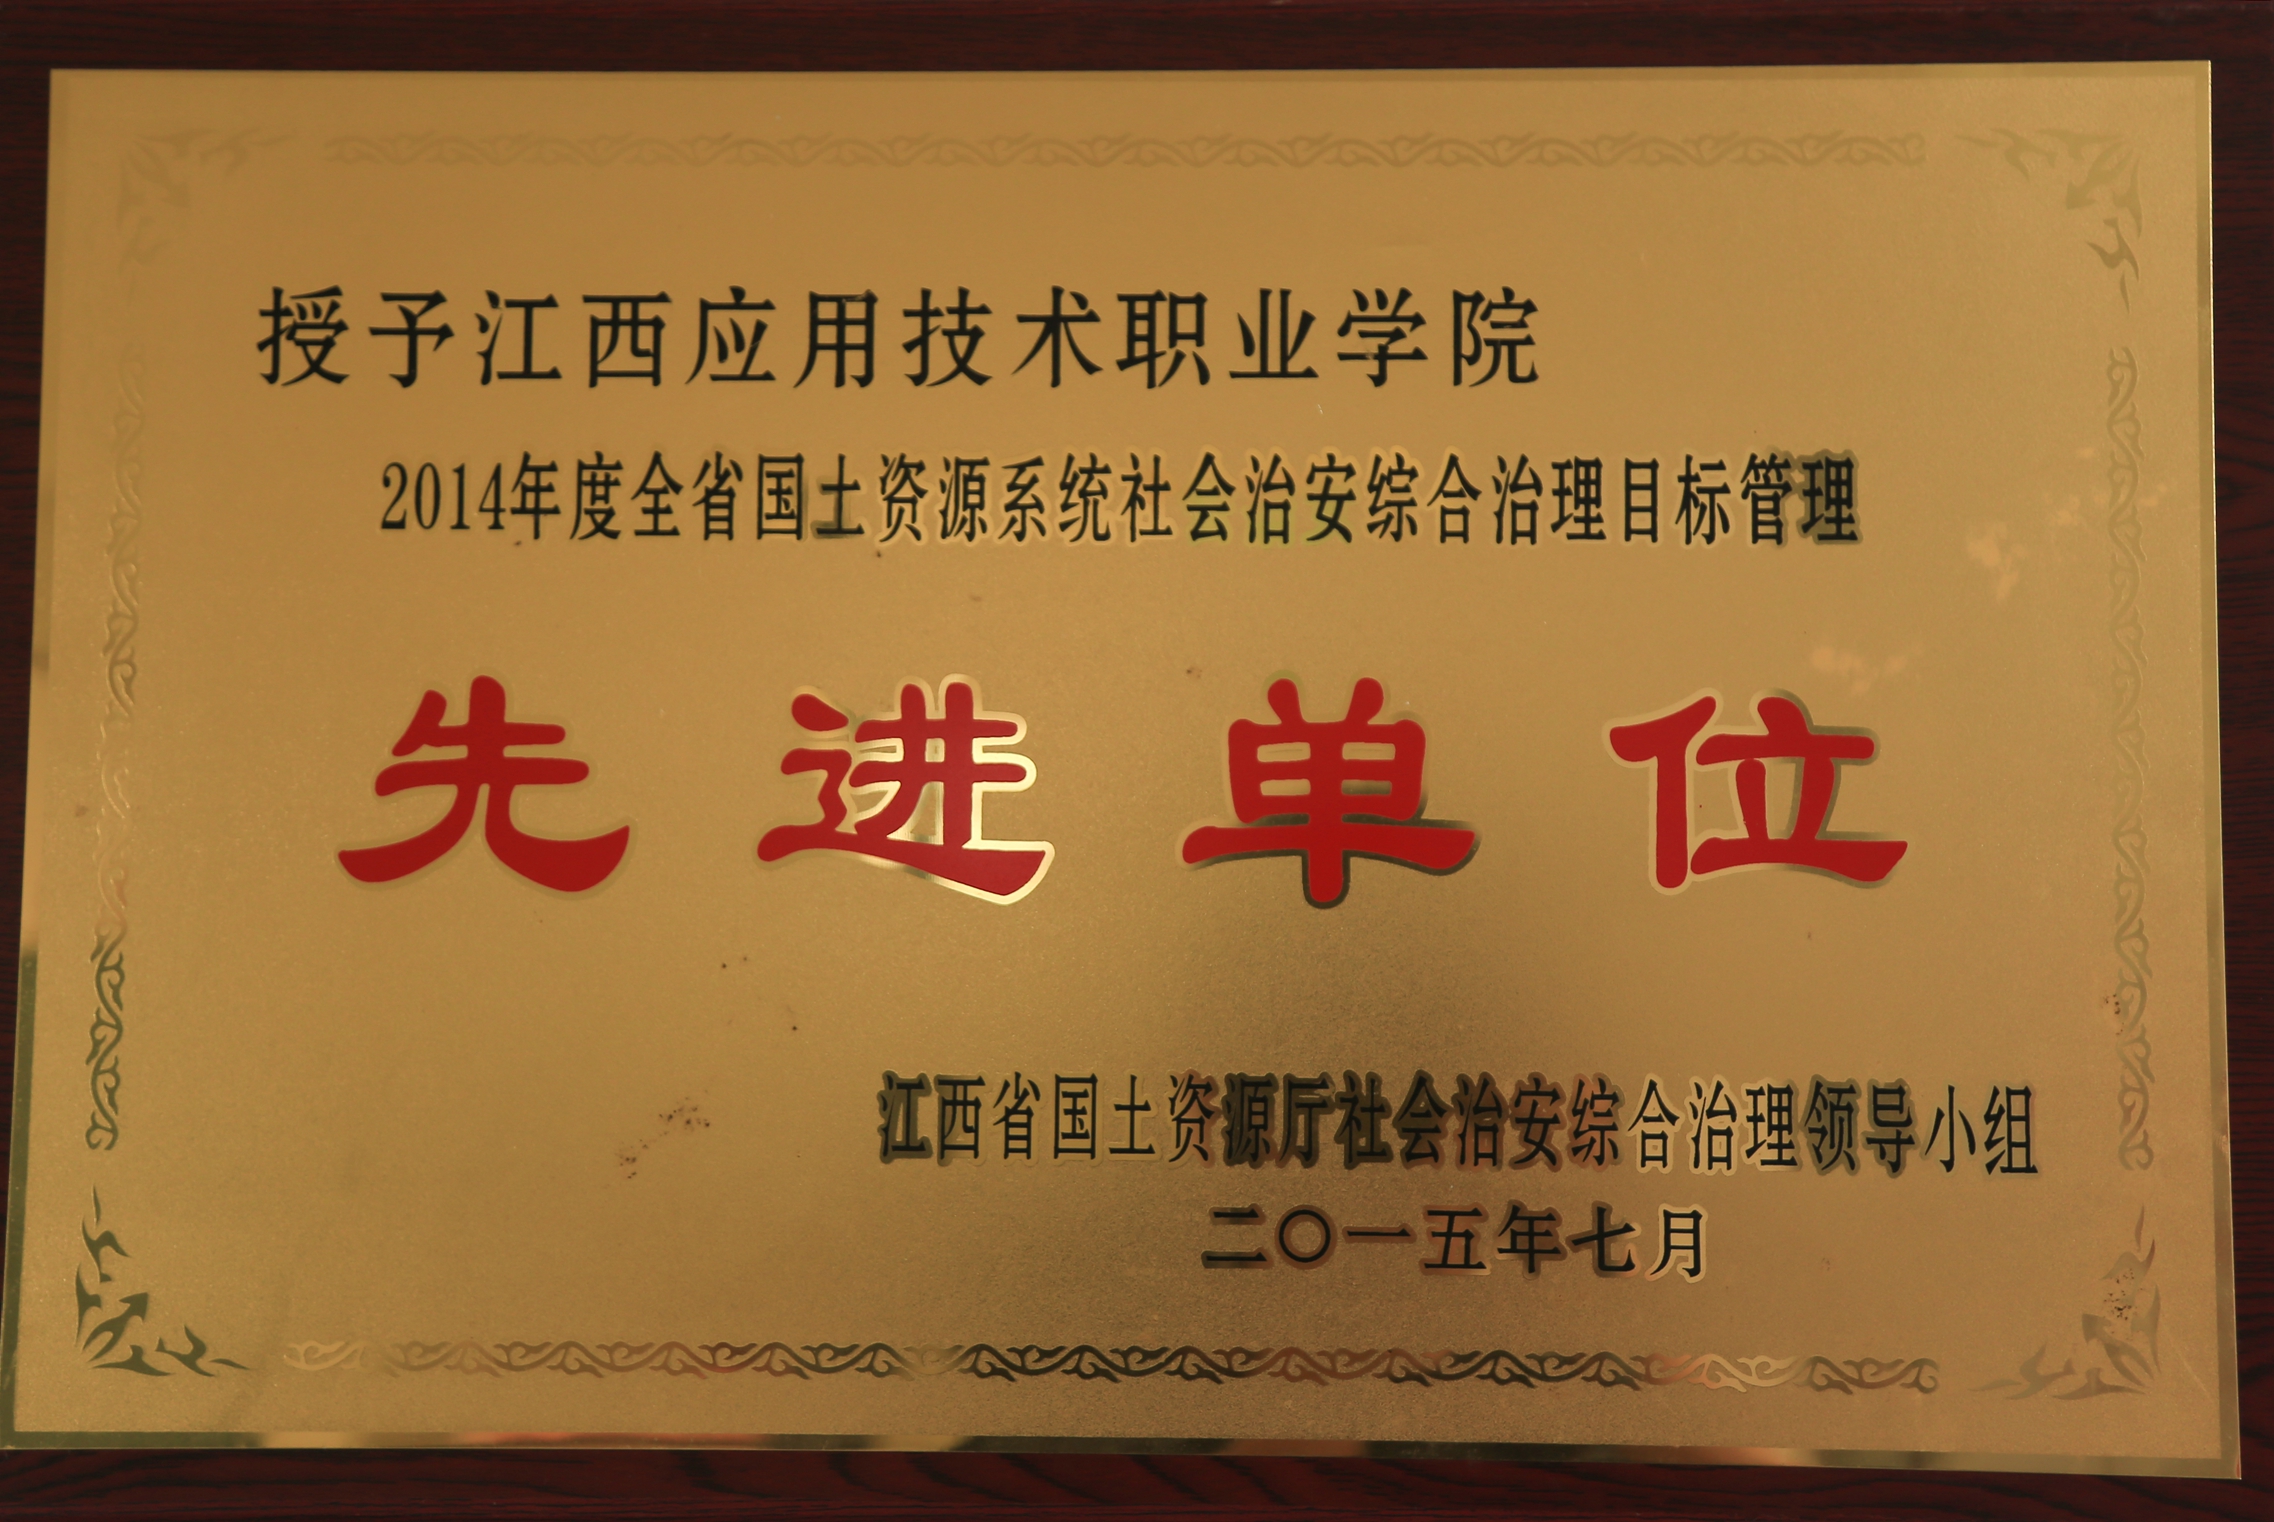 授予江西应用技术职业学院
2014年度全省国土资源系统社会治安综合治理目标管理
先进单位
江西省国土资源厅社会治安综合治理领导小组
二〇一五年七月